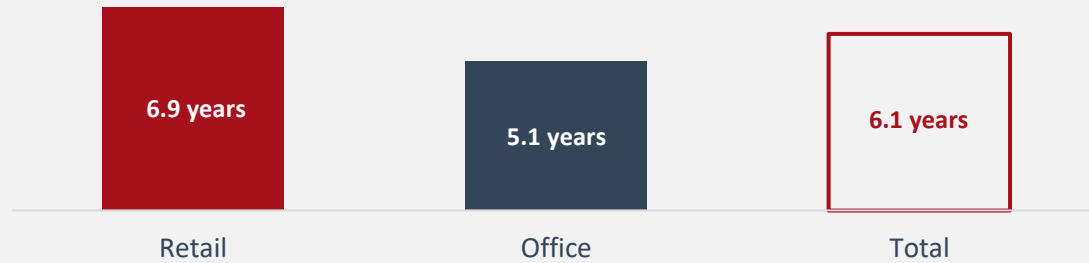 6.9 years
5.1 years
6.1 years
Retail
Office
Total